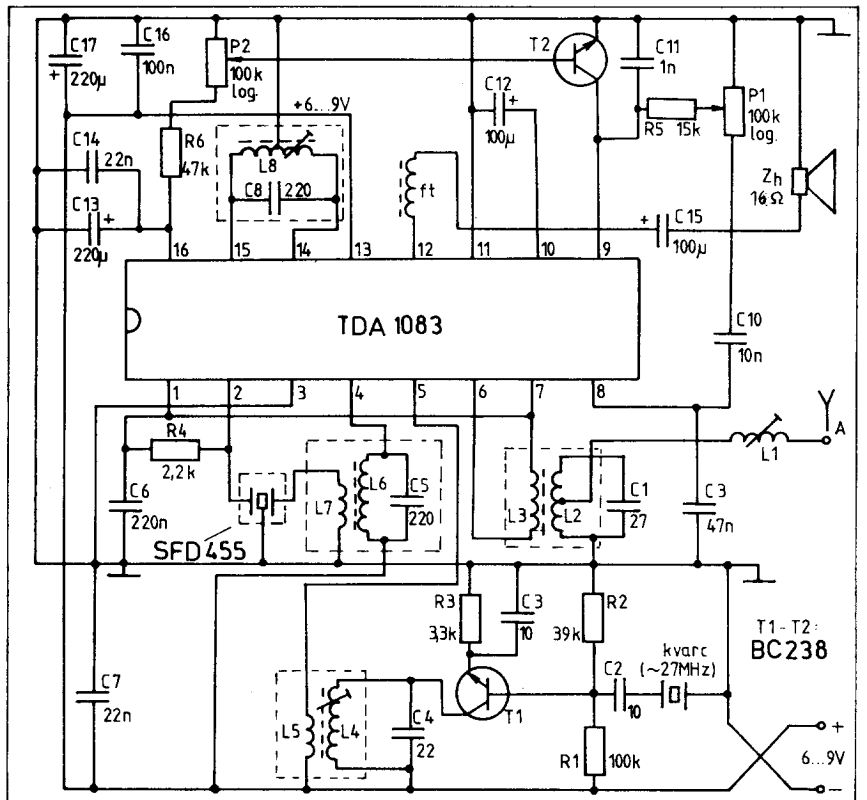 C17
+
220µ
C16
100n
P2
100k
log.
T2
C11
1n
P1
100k
log.
R5 15k
C12
+
100µ
+6...9V
R6
47k
C14
22n
C13
+
220µ
L8
C8 220
ft
+
C15
100µ
Zh
16Ω
16 15 14 13 12 11 10 9
TDA 1083
1 2 3 4 5 6 7 8
C10
10n
A
L1
R4
2,2k
C6
220n
SFD 455
L7
L6
C5
220
L3
L2
C1
27
C3
47n
R3
3,3k
C3
10
R2
39k
T1-T2:
BC238
kvarc
(~27MHz)
C2
10
C7
22n
L5
L4
C4
22
T1
R1 100k
+
6...9V
-